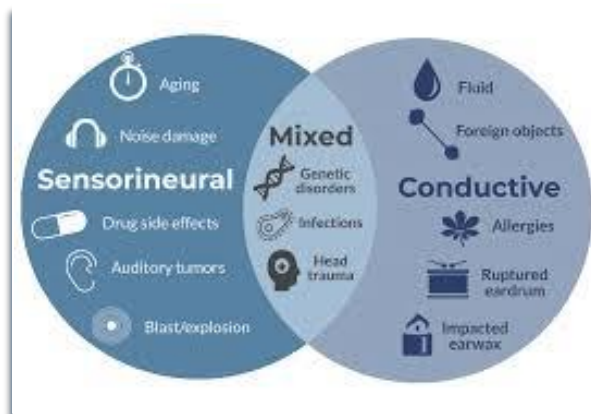 Aging
Noise damage
Sensorineural
Drug side effects
Auditory tumors
Blast/explosion
Mixed
Genetic
disorders
Infections
Head
trauma
Fluid
Foreign objects
Conductive
Allergies
Ruptured
eardrum
Impacted
earwax